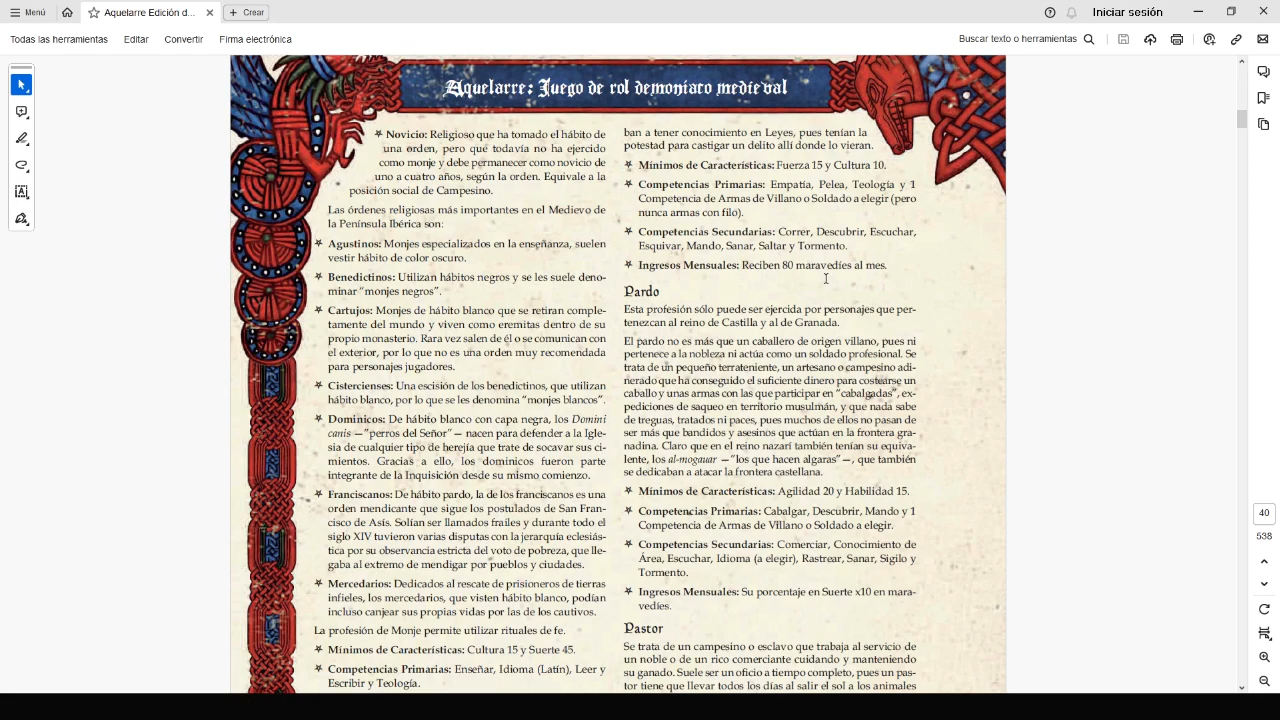 Menú
Aquelarre Edición d...
Crear
Iniciar sesión
Todas las herramientas
Editar
Convertir
Firma electrónica
Buscar texto o herramientas
Aquelarre: Juego de rol demoníaco medieval
Novicio: Religioso que ha tomado el hábito de
una orden, pero que todavía no ha ejercido
como monje y debe permanecer como novicio de
uno a cuatro años, según la orden. Equivale a la
posición social de Campesino.
Las órdenes religiosas más importantes en el Medievo de
la Península Ibérica son:
Agustinos: Monjes especializados en la enseñanza, suelen
vestir hábito de color oscuro.
Benedictinos: Utilizan hábitos negros y se les suele deno-
minar “monjes negros”.
Cartujos: Monjes de hábito blanco que se retiran comple-
tamente del mundo y viven como eremitas dentro de su
propio monasterio. Rara vez salen de él o se comunican con
el exterior, por lo que no es una orden muy recomendada
para personajes jugadores.
Cistercienses: Una escisión de los benedictinos, que utilizan
hábito blanco, por lo que se les denomina “monjes blancos”.
Dominicos: De hábito blanco con capa negra, los Domini
canis —”perros del Señor”— nacen para defender a la Igle-
sia de cualquier tipo de herejía que trate de socavar sus ci-
mientos. Gracias a ello, los dominicos fueron parte
integrante de la Inquisición desde su mismo comienzo.
Franciscanos: De hábito pardo, la de los franciscanos es una
orden mendicante que sigue los postulados de San Fran-
cisco de Asís. Solían ser llamados frailes y durante todo el
siglo XIV tuvieron varias disputas con la jerarquía eclesiás-
tica por su observancia estricta del voto de pobreza, que lle-
gaba al extremo de mendigar por pueblos y ciudades.
Mercedarios: Dedicados al rescate de prisioneros de tierras
infieles, los mercedarios, que visten hábito blanco, podían
incluso canjear sus propias vidas por las de los cautivos.
La profesión de Monje permite utilizar rituales de fe.
Mínimos de Características: Cultura 15 y Suerte 45.
Competencias Primarias: Enseñar, Idioma (Latín), Leer y
Escribir y Teología.
ban a tener conocimiento en Leyes, pues tenían la
potestad para castigar un delito allí donde lo vieran.
Mínimos de Características: Fuerza 15 y Cultura 10.
Competencias Primarias: Empatía, Pelea, Teología y 1
Competencia de Armas de Villano o Soldado a elegir (pero
nunca armas con filo).
Competencias Secundarias: Correr, Descubrir, Escuchar,
Esquivar, Mando, Sanar, Saltar y Tormento.
Ingresos Mensuales: Reciben 80 maravedíes al mes.
Pardo
Esta profesión sólo puede ser ejercida por personajes que per-
tenezcan al reino de Castilla y al de Granada.
El pardo no es más que un caballero de origen villano, pues ni
pertenece a la nobleza ni actúa como un soldado profesional. Se
trata de un pequeño terrateniente, un artesano o campesino adi-
nerado que ha conseguido el suficiente dinero para costearse un
caballo y unas armas con las que participar en “cabalgadas”, ex-
pediciones de saqueo en territorio musulmán, y que nada sabe
de treguas, tratados ni paces, pues muchos de ellos no pasan de
ser más que bandidos y asesinos que actúan en la frontera gra-
nadina. Claro que en el reino nazarí también tenían su equiva-
lente, los al-mogauar —”los que hacen algaras”—, que también
se dedicaban a atacar la frontera castellana.
Mínimos de Características: Agilidad 20 y Habilidad 15.
Competencias Primarias: Cabalgar, Descubrir, Mando y 1
Competencia de Armas de Villano o Soldado a elegir.
Competencias Secundarias: Comerciar, Conocimiento de
Área, Escuchar, Idioma (a elegir), Rastrear, Sanar, Sigilo y
Tormento.
Ingresos Mensuales: Su porcentaje en Suerte x10 en mara-
vedíes.
Pastor
Se trata de un campesino o esclavo que trabaja al servicio de
un noble o de un rico comerciante cuidando y manteniendo
su ganado. Suele ser un oficio a tiempo completo, pues un pas-
tor tiene que llevar todos los días al salir el sol a los animales
40
538